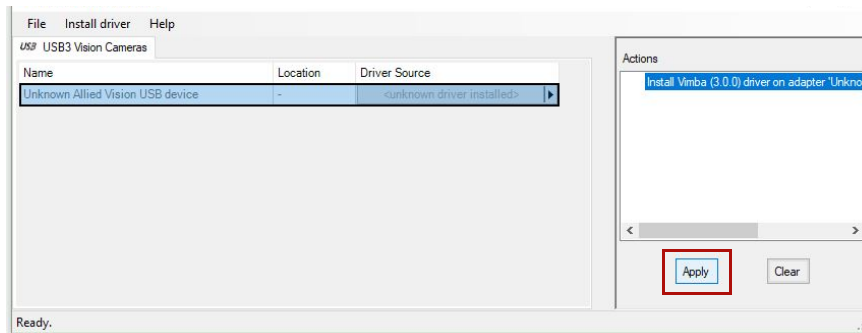 File Install driver Help
USB USB3 Vision Cameras
Name Location Driver Source
Unknown Allied Vision USB device - <unknown driver installed>
Actions
Install Vimba (3.0.0) driver on adapter 'Unkno
Apply Clear
Ready.